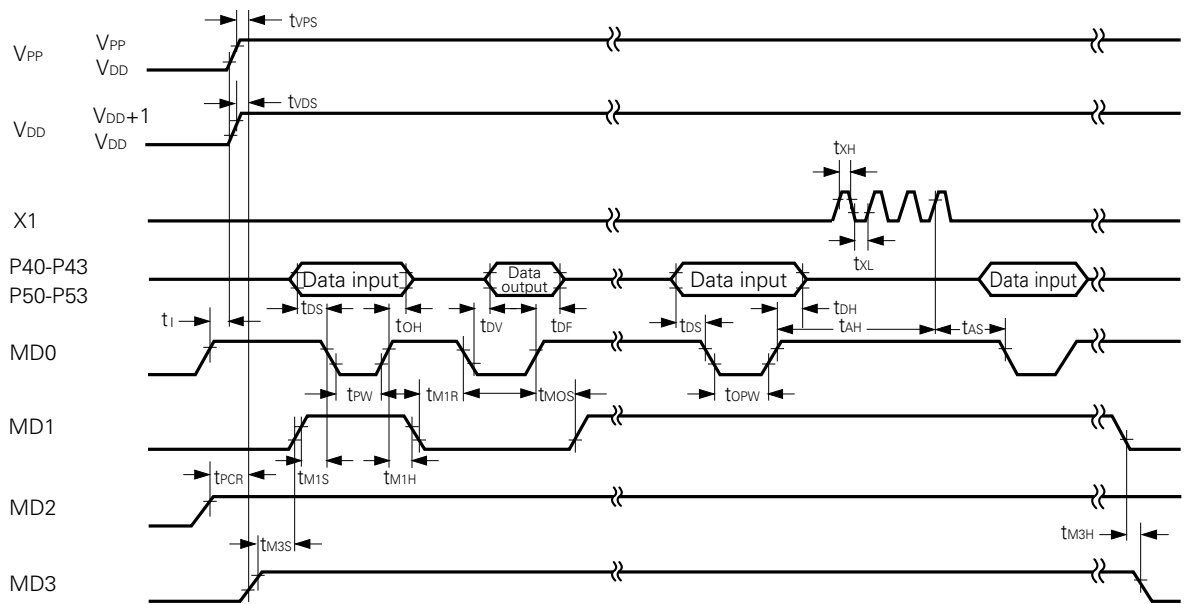 tVPS
VPP VPP
VDD
tVDS
VDD VDD+1
VDD
tXH
X1
tXL
P40-P43
P50-P53
Data input Data output Data input Data input
tDS tOH tDV tDF tDS tDH
tI tAH tAS
MD0
tPW tM1R tMOS tOPW
MD1
tPCR tM1S tM1H
MD2
tM3S tM3H
MD3